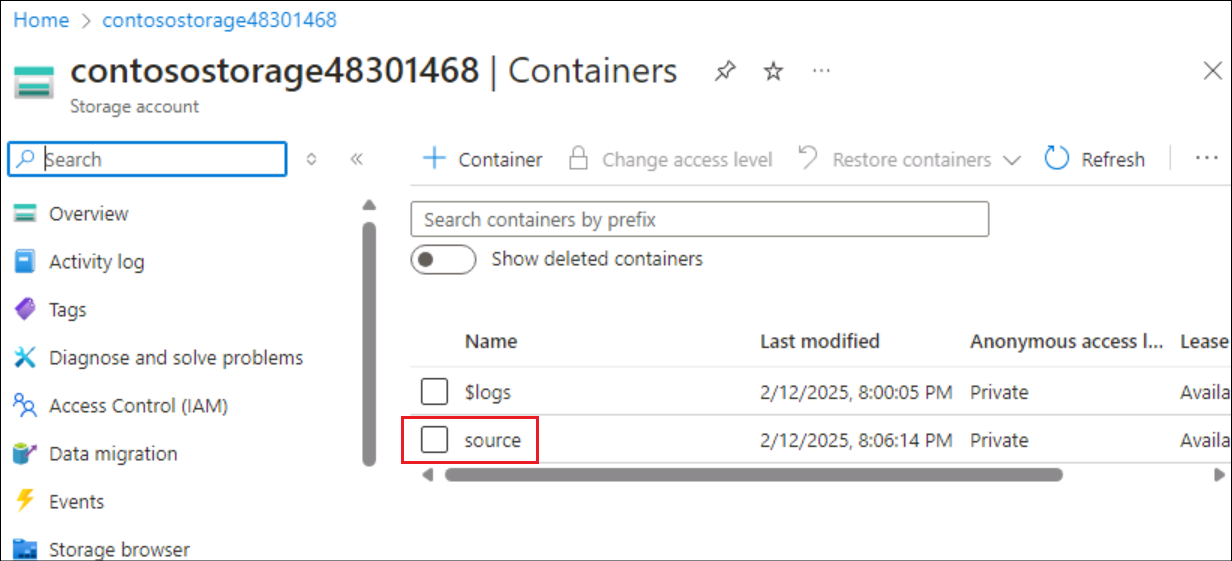 Home > contosostorage48301468
contosostorage48301468 | Containers
Storage account
Search
Container Change access level Restore containers Refresh
Overview
Activity log
Tags
Diagnose and solve problems
Access Control (IAM)
Data migration
Events
Storage browser
Search containers by prefix
Show deleted containers
Name Last modified Anonymous access l... Lease
$logs 2/12/2025, 8:00:05 PM Private Availa
source 2/12/2025, 8:06:14 PM Private Availa